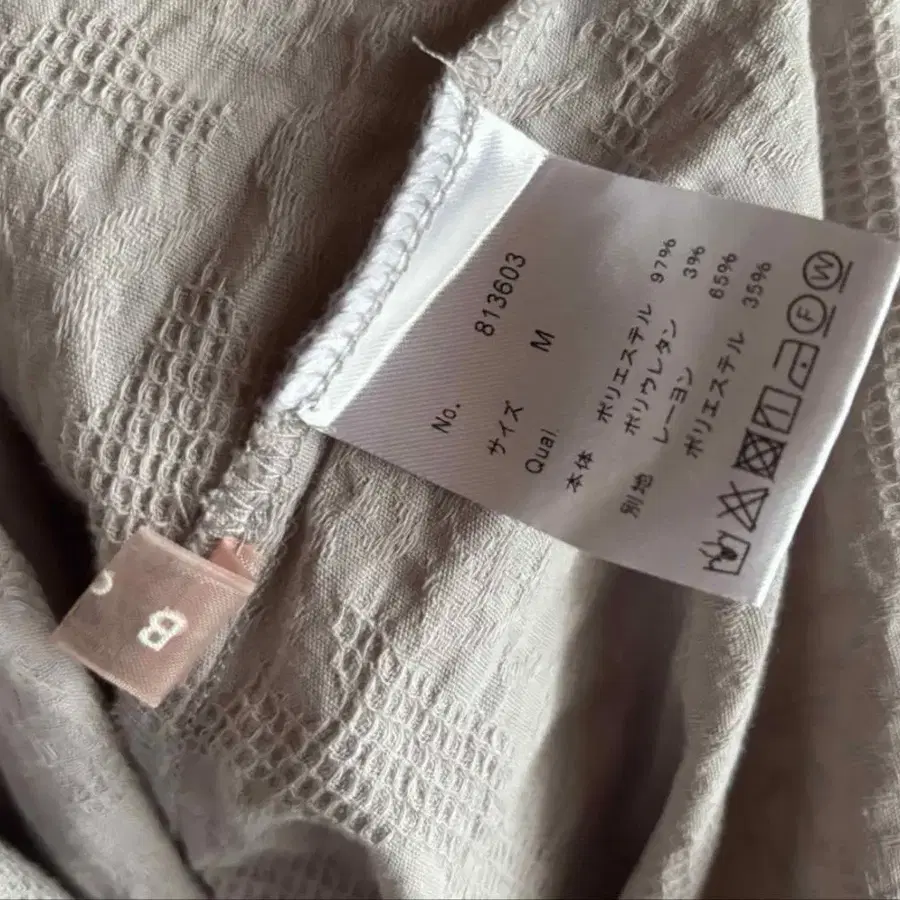 No. 813603
サイズ M
Qual.
本体 ポリエステル 97%
ポリウレタン 3%
別地 レーヨン 65%
ポリエステル 35%
F W
B